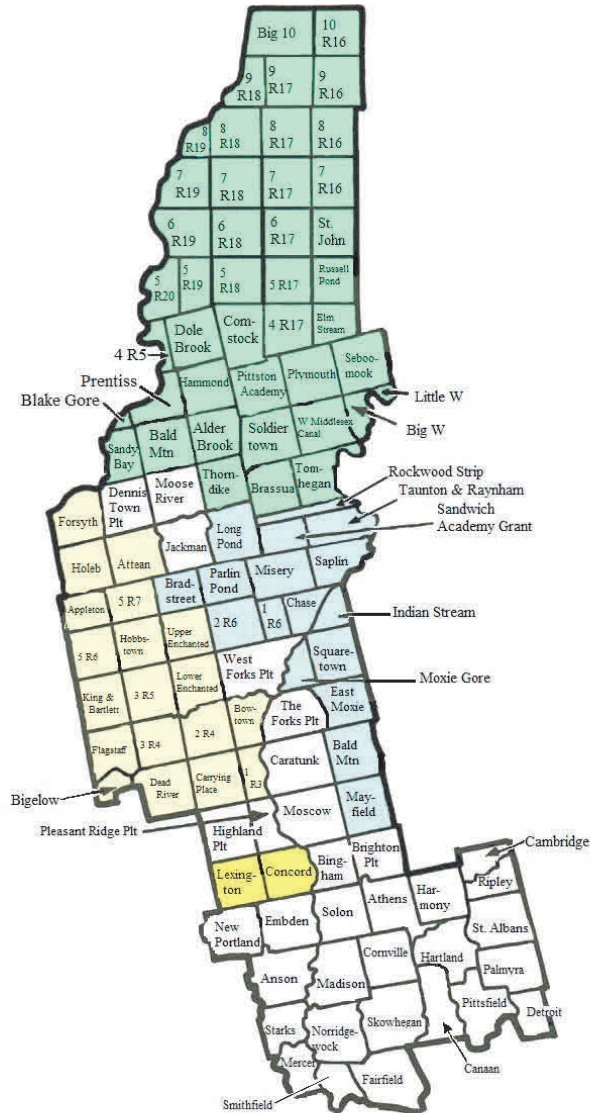 Big 10
10
R16
9
R18
9
R17
9
R16
8
R19
8
R18
8
R17
8
R16
7
R19
7
R18
7
R17
7
R16
6
R19
6
R18
6
R17
St.
John
5
R20
5
R19
5
R18
5 R17
Russell
Pond
4 R5
Dole
Brook
Com-
stock
4 R17
Elm
Stream
Prentiss
Hammond
Pittston
Academy
Plymouth
Seboo-
mook
Little W
Blake Gore
Big W
Sandy
Bay
Bald
Mtn
Alder
Brook
Soldier
town
W Middlesex
Canal
Thorn-
dike
Brassua
Tom-
hegan
Rockwood Strip
Taunton & Raynham
Sandwich
Academy Grant
Forsyth
Dennis
Town
Plt
Moose
River
Long
Pond
Jackman
Holeb
Attean
Brad-
street
Parlin
Pond
Misery
Saplin
Appleton
5 R7
2 R6
1
R6
Chase
Indian Stream
5 R6
Hobbs-
town
Upper
Enchanted
West
Forks Plt
Square-
town
Moxie Gore
King &
Bartlett
3 R5
Lower
Enchanted
Bow-
town
The
Forks Plt
East
Moxie
Flagstaff
3 R4
2 R4
Caratunk
Bald
Mtn
Bigelow
Dead
River
Carrying
Place
1
R3
Pleasant Ridge Plt
Moscow
May-
field
Highland
Plt
Brighton
Plt
Cambridge
Lexing-
ton
Concord
Bing-
ham
Ripley
New
Portland
Embden
Solon
Athens
Har-
mony
St. Albans
Anson
Madison
Cornville
Hartland
Palmyra
Starks
Norridge-
wock
Skowhegan
Pittsfield
Detroit
Mercer
Canaan
Smithfield
Fairfield